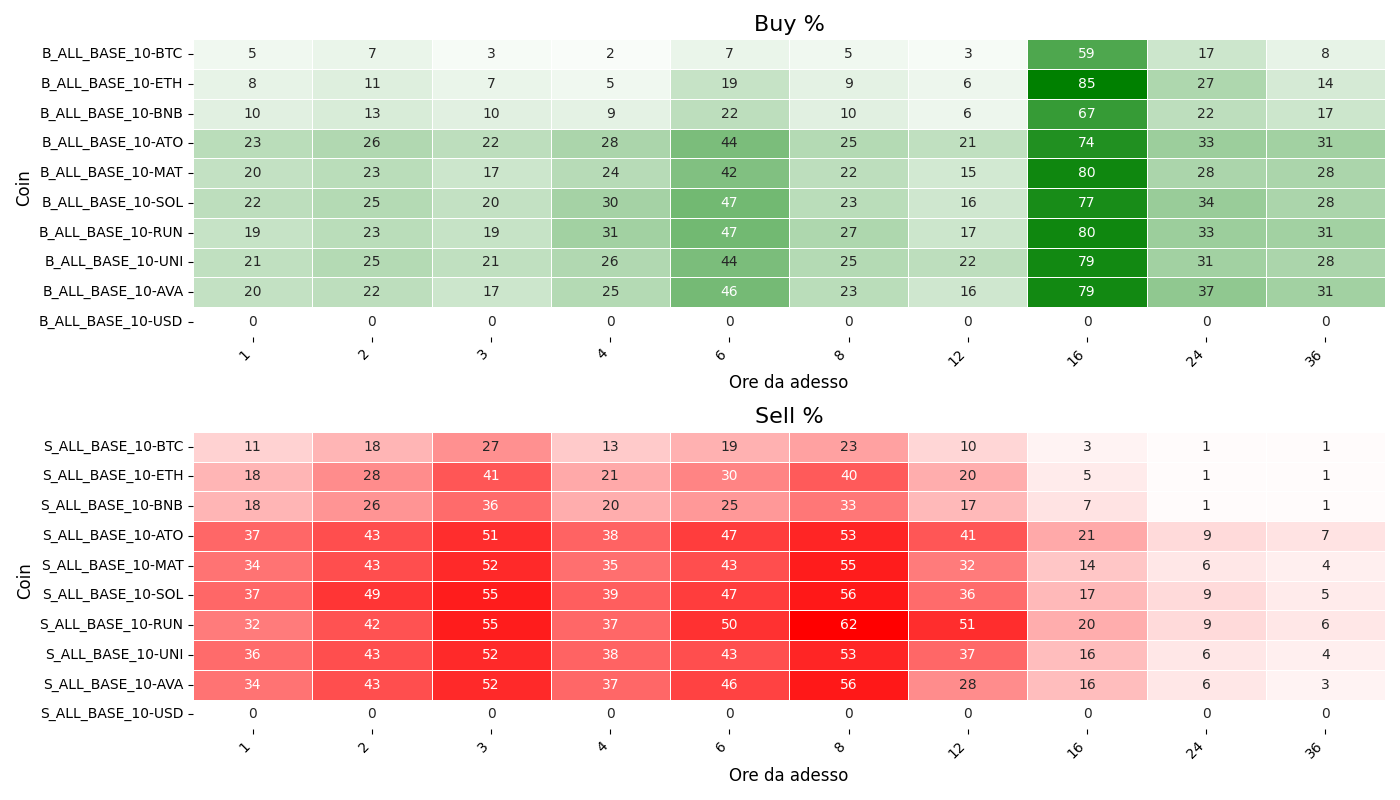 Buy %
Coin
B_ALL_BASE_10-BTC 5 7 3 2 7 5 3 59 17 8
B_ALL_BASE_10-ETH 8 11 7 5 19 9 6 85 27 14
B_ALL_BASE_10-BNB 10 13 10 9 22 10 6 67 22 17
B_ALL_BASE_10-ATO 23 26 22 28 44 25 21 74 33 31
B_ALL_BASE_10-MAT 20 23 17 24 42 22 15 80 28 28
B_ALL_BASE_10-SOL 22 25 20 30 47 23 16 77 34 28
B_ALL_BASE_10-RUN 19 23 19 31 47 27 17 80 33 31
B_ALL_BASE_10-UNI 21 25 21 26 44 25 22 79 31 28
B_ALL_BASE_10-AVA 20 22 17 25 46 23 16 79 37 31
B_ALL_BASE_10-USD 0 0 0 0 0 0 0 0 0 0
1 2 3 4 6 8 12 16 24 36
Ore da adesso
Sell %
Coin
S_ALL_BASE_10-BTC 11 18 27 13 19 23 10 3 1 1
S_ALL_BASE_10-ETH 18 28 41 21 30 40 20 5 1 1
S_ALL_BASE_10-BNB 18 26 36 20 25 33 17 7 1 1
S_ALL_BASE_10-ATO 37 43 51 38 47 53 41 21 9 7
S_ALL_BASE_10-MAT 34 43 52 35 43 55 32 14 6 4
S_ALL_BASE_10-SOL 37 49 55 39 47 56 36 17 9 5
S_ALL_BASE_10-RUN 32 42 55 37 50 62 51 20 9 6
S_ALL_BASE_10-UNI 36 43 52 38 43 53 37 16 6 4
S_ALL_BASE_10-AVA 34 43 52 37 46 56 28 16 6 3
S_ALL_BASE_10-USD 0 0 0 0 0 0 0 0 0 0
1 2 3 4 6 8 12 16 24 36
Ore da adesso